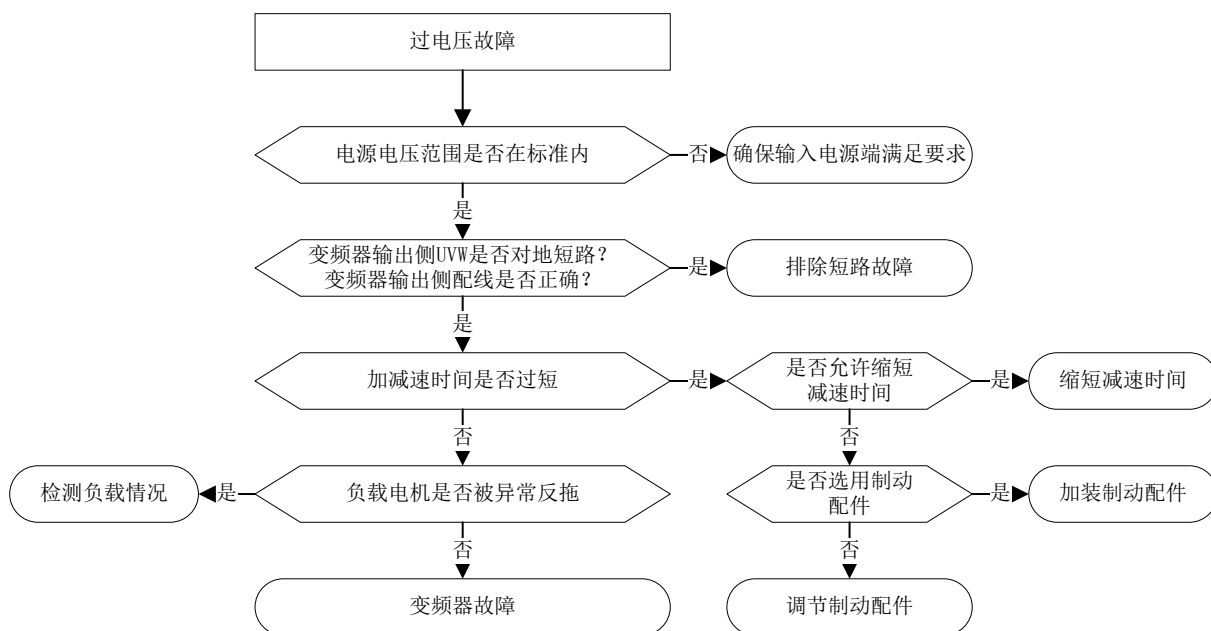 过电压故障
电源电压范围是否在标准内
否
确保输入电源端满足要求
是
变频器输出侧UVW是否对地短路?
变频器输出侧配线是否正确?
是
排除短路故障
是
加减速时间是否过短
是
是否允许缩短
减速时间
是
缩短减速时间
否
否
检测负载情况
是
负载电机是否被异常反拖
是否选用制动
配件
是
加装制动配件
否
否
变频器故障
调节制动配件